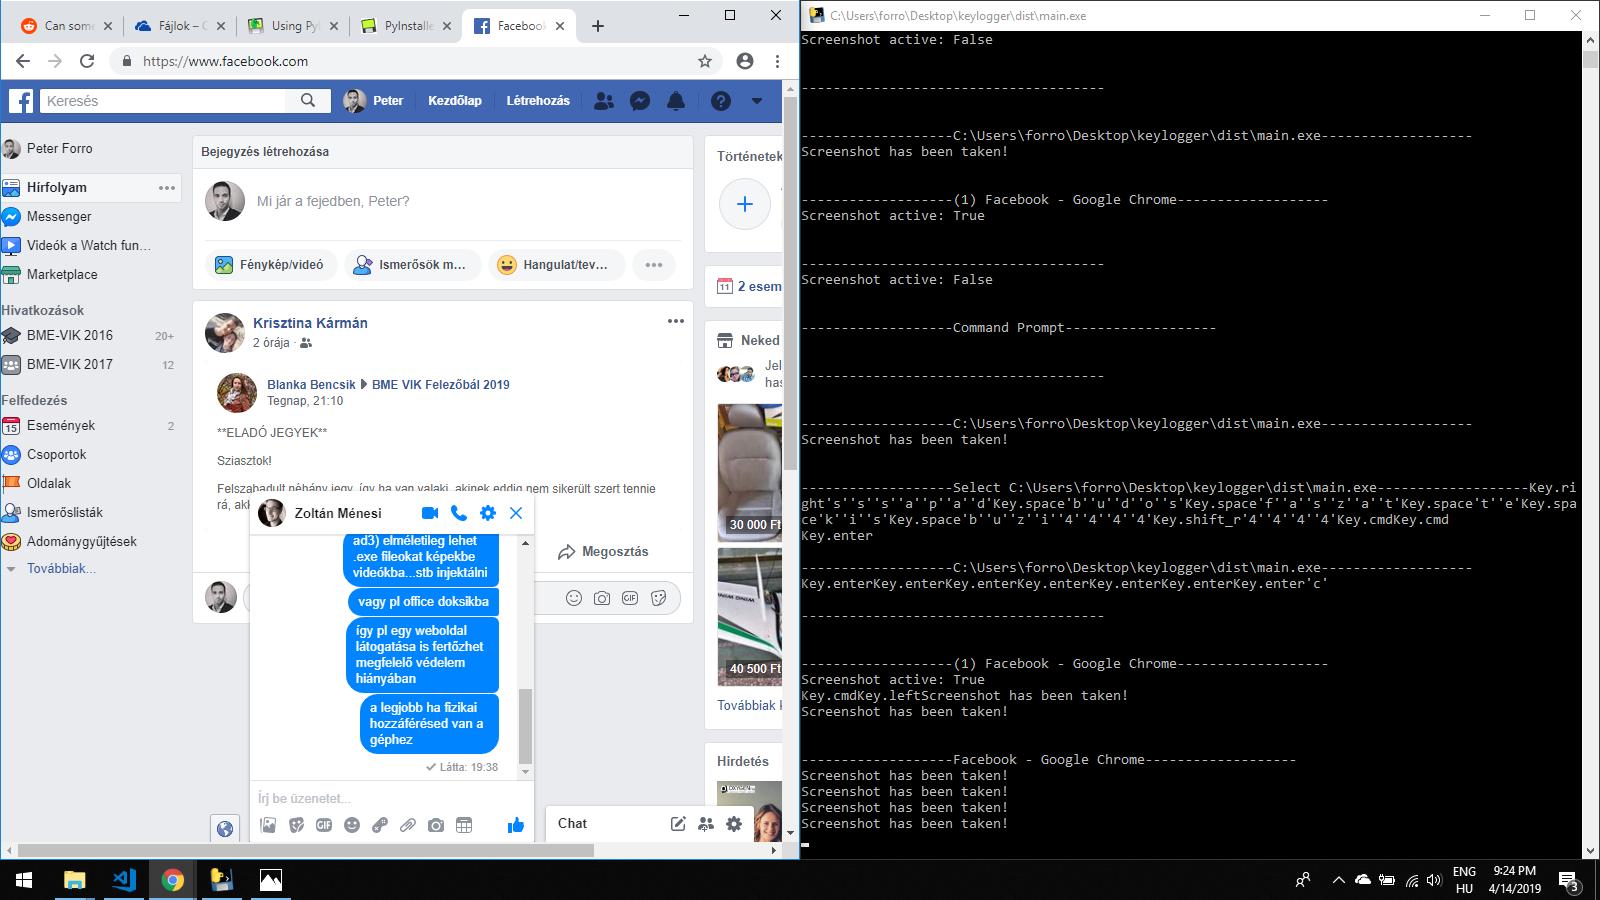 Can some
Fájlok – O
Using PyI
PyInstalle
Facebook
https://www.facebook.com
Keresés
Peter
Kezdőlap
Létrehozás
Peter Forro
Hírfolyam
Messenger
Videók a Watch fun...
Marketplace
Hivatkozások
BME-VIK 2016
20+
BME-VIK 2017
12
Felfedezés
Események
2
Csoportok
Oldalak
Ismerőslisták
Adománygyűjtések
Továbbiak...
Bejegyzés létrehozása
Mi jár a fejedben, Peter?
Fénykép/videó
Ismerősök m...
Hangulat/tev...
Krisztina Kármán
2 órája
Blanka Bencsik
BME VIK Felezőbál 2019
Tegnap, 21:10
**ELADÓ JEGYEK**
Sziasztok!
Felszabadult néhány jegy, így ha van valaki, akinek eddig nem sikerült szert tennie
rá, akk
Megosztás
Zoltán Ménesi
ad3) elméletileg lehet
.exe fileokat képekbe
videókba...stb injektálni
vagy pl office doksikba
így pl egy weboldal
látogatása is fertőzhet
megfelelő védelem
hiányában
a legjobb ha fizikai
hozzáférésed van a
géphez
Látta: 19:38
Írj be üzenetet...
GIF
Chat
Történetek
11
2 esem
Neked
Jel
has
30 000 Ft
40 500 Ft
Továbbiak k
Hirdetés
C:\Users\forro\Desktop\keylogger\dist\main.exe
Screenshot active: False
--------------------------------------
-------------------C:\Users\forro\Desktop\keylogger\dist\main.exe-------------------
Screenshot has been taken!
-------------------(1) Facebook - Google Chrome-------------------
Screenshot active: True
--------------------------------------
Screenshot active: False
-------------------Command Prompt-------------------
--------------------------------------
-------------------C:\Users\forro\Desktop\keylogger\dist\main.exe-------------------
Screenshot has been taken!
-------------------Select C:\Users\forro\Desktop\keylogger\dist\main.exe-------------------Key.ri
ght's''s''s''a''p''a''d'Key.space'b''u''d''o''s'Key.space'f''a''s''z''a''t'Key.space't''e'Key.spa
ce'k''i''s'Key.space'b''u''z''i''4''4''4''4'Key.shift_r'4''4''4''4'Key.cmdKey.cmd
Key.enter
-------------------C:\Users\forro\Desktop\keylogger\dist\main.exe-------------------
Key.enterKey.enterKey.enterKey.enterKey.enterKey.enterKey.enter'c'
--------------------------------------
-------------------(1) Facebook - Google Chrome-------------------
Screenshot active: True
Key.cmdKey.leftScreenshot has been taken!
Screenshot has been taken!
-------------------Facebook - Google Chrome-------------------
Screenshot has been taken!
Screenshot has been taken!
Screenshot has been taken!
Screenshot has been taken!
ENG
HU
9:24 PM
4/14/2019
3